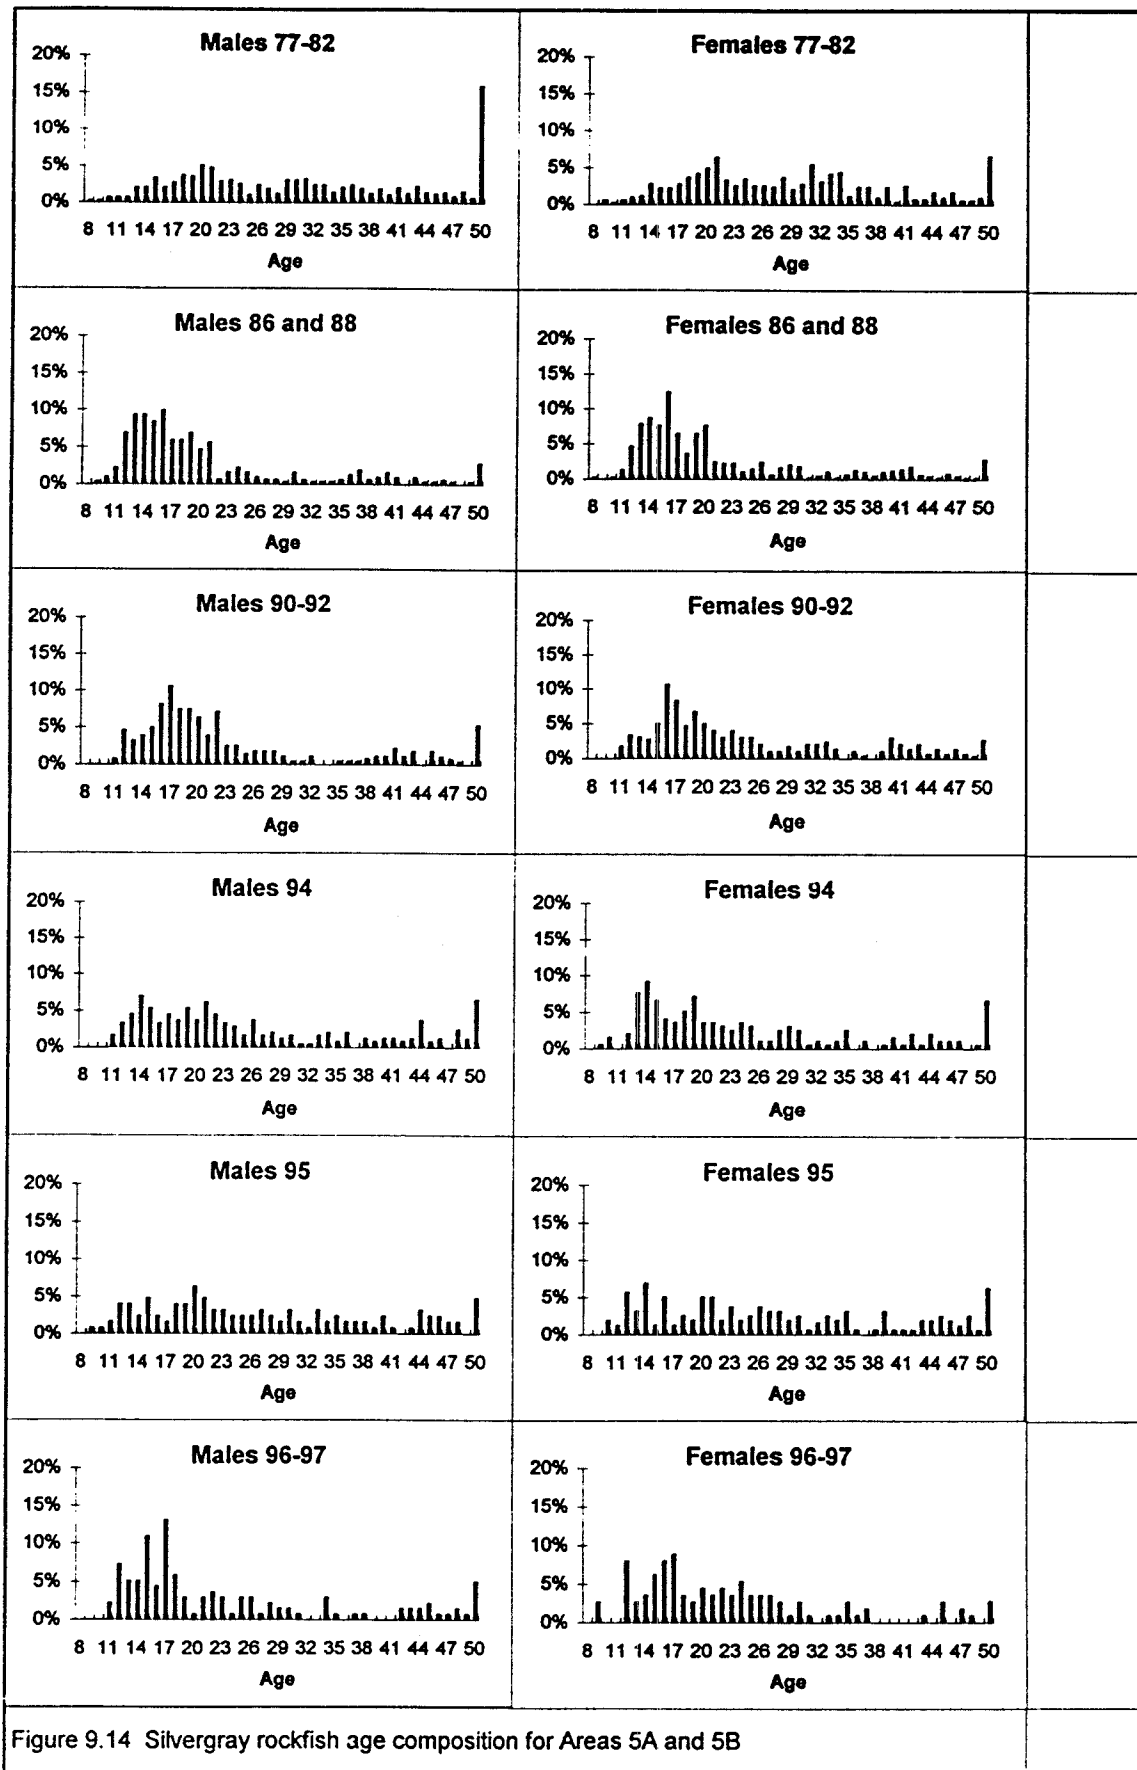 Males 77-82
20%
15%
10%
5%
0%
8 11 14 17 20 23 26 29 32 35 38 41 44 47 50
Age
Females 77-82
20%
15%
10%
5%
0%
8 11 14 17 20 23 26 29 32 35 38 41 44 47 50
Age
Males 86 and 88
20%
15%
10%
5%
0%
8 11 14 17 20 23 26 29 32 35 38 41 44 47 50
Age
Females 86 and 88
20%
15%
10%
5%
0%
8 11 14 17 20 23 26 29 32 35 38 41 44 47 50
Age
Males 90-92
20%
15%
10%
5%
0%
8 11 14 17 20 23 26 29 32 35 38 41 44 47 50
Age
Females 90-92
20%
15%
10%
5%
0%
8 11 14 17 20 23 26 29 32 35 38 41 44 47 50
Age
Males 94
20%
15%
10%
5%
0%
8 11 14 17 20 23 26 29 32 35 38 41 44 47 50
Age
Females 94
20%
15%
10%
5%
0%
8 11 14 17 20 23 26 29 32 35 38 41 44 47 50
Age
Males 95
20%
15%
10%
5%
0%
8 11 14 17 20 23 26 29 32 35 38 41 44 47 50
Age
Females 95
20%
15%
10%
5%
0%
8 11 14 17 20 23 26 29 32 35 38 41 44 47 50
Age
Males 96-97
20%
15%
10%
5%
0%
8 11 14 17 20 23 26 29 32 35 38 41 44 47 50
Age
Females 96-97
20%
15%
10%
5%
0%
8 11 14 17 20 23 26 29 32 35 38 41 44 47 50
Age
Figure 9.14 Silvergray rockfish age composition for Areas 5A and 5B